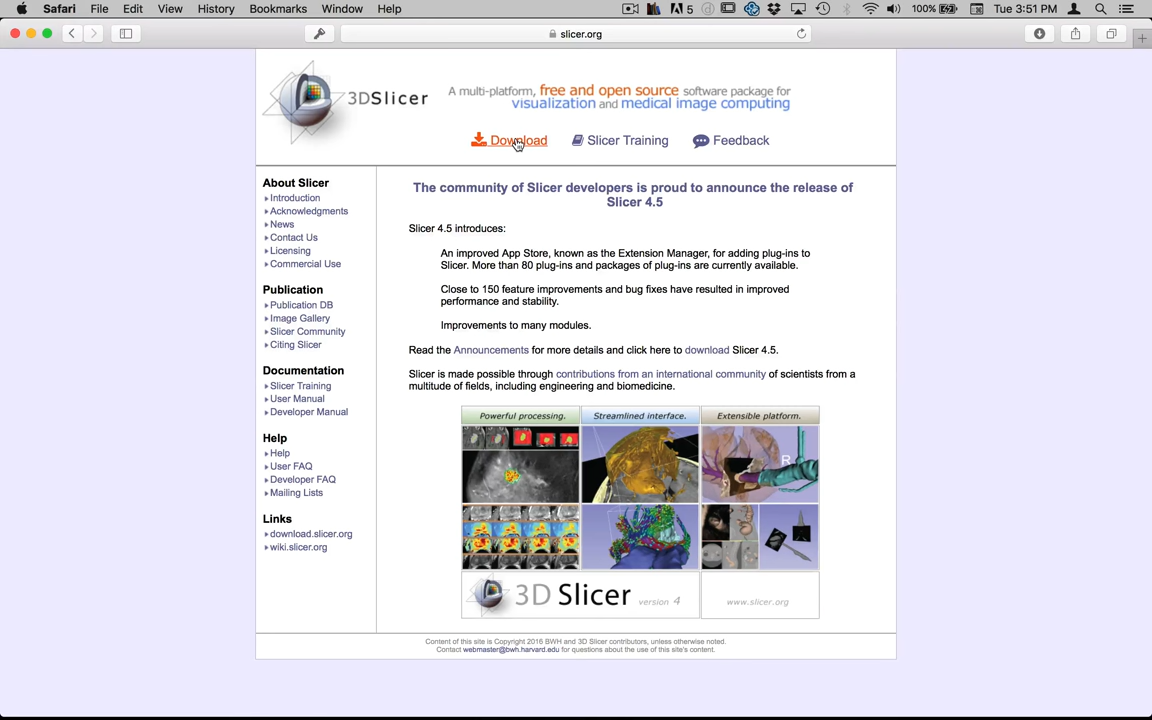 Safari File Edit View History Bookmarks Window Help 5 100% Tue 3:51 PM
slicer.org
3DSlicer
A multi-platform, free and open source software package for
visualization and medical image computing
Download Slicer Training Feedback
About Slicer
Introduction
Acknowledgments
News
Contact Us
Licensing
Commercial Use
Publication
Publication DB
Image Gallery
Slicer Community
Citing Slicer
Documentation
Slicer Training
User Manual
Developer Manual
Help
Help
User FAQ
Developer FAQ
Mailing Lists
Links
download.slicer.org
wiki.slicer.org
The community of Slicer developers is proud to announce the release of
Slicer 4.5
Slicer 4.5 introduces:
An improved App Store, known as the Extension Manager, for adding plug-ins to
Slicer. More than 80 plug-ins and packages of plug-ins are currently available.
Close to 150 feature improvements and bug fixes have resulted in improved
performance and stability.
Improvements to many modules.
Read the Announcements for more details and click here to download Slicer 4.5.
Slicer is made possible through contributions from an international community of scientists from a
multitude of fields, including engineering and biomedicine.
Powerful processing. Streamlined interface. Extensible platform.
R
3D Slicer version 4 www.slicer.org
Content of this site is Copyright 2016 BWH and 3D Slicer contributors, unless otherwise noted.
Contact webmaster@bwh.harvard.edu for questions about the use of this site's content.